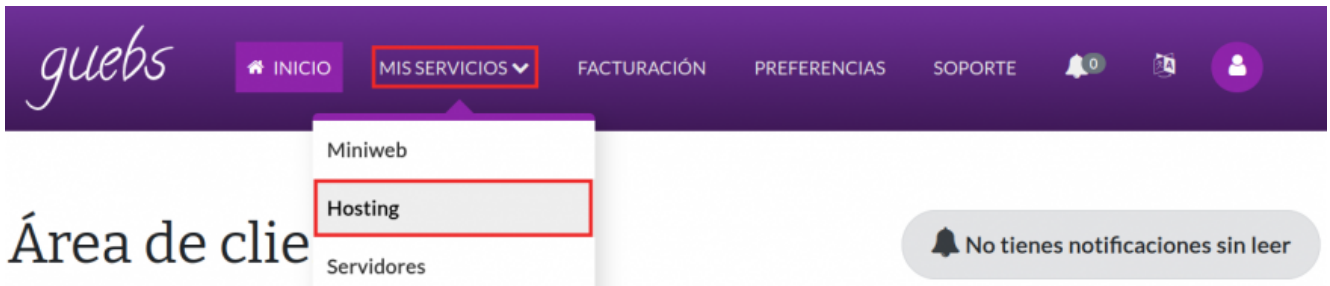 guebs INICIO MIS SERVICIOS FACTURACIÓN PREFERENCIAS SOPORTE 0
Miniweb
Hosting
Servidores
Área de clie
No tienes notificaciones sin leer